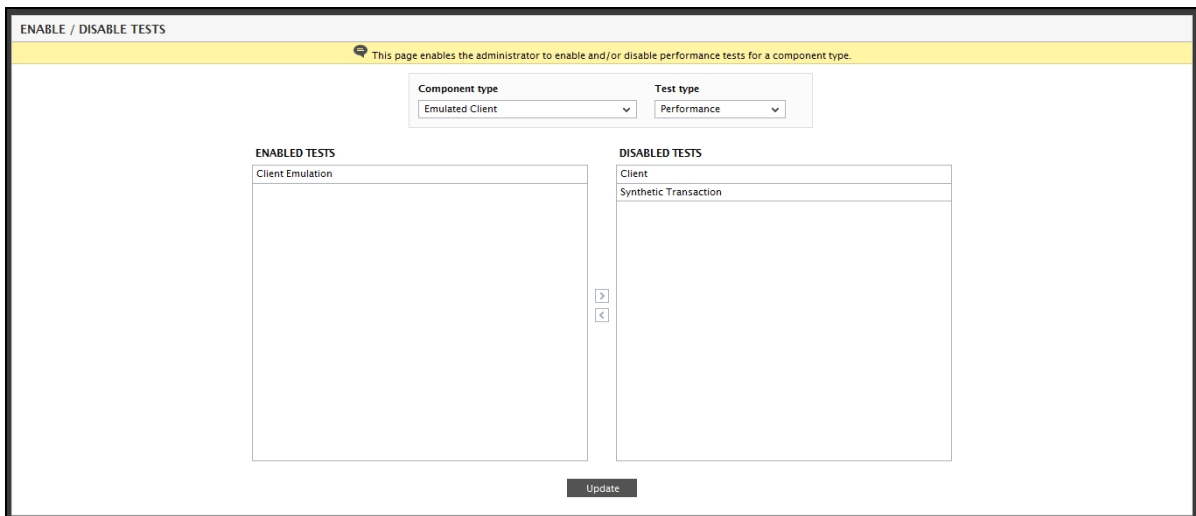 ENABLE / DISABLE TESTS
This page enables the administrator to enable and/or disable performance tests for a component type.
Component type
Test type
Emulated Client
Performance
ENABLED TESTS
DISABLED TESTS
Client Emulation
Client
Synthetic Transaction
>
<
Update